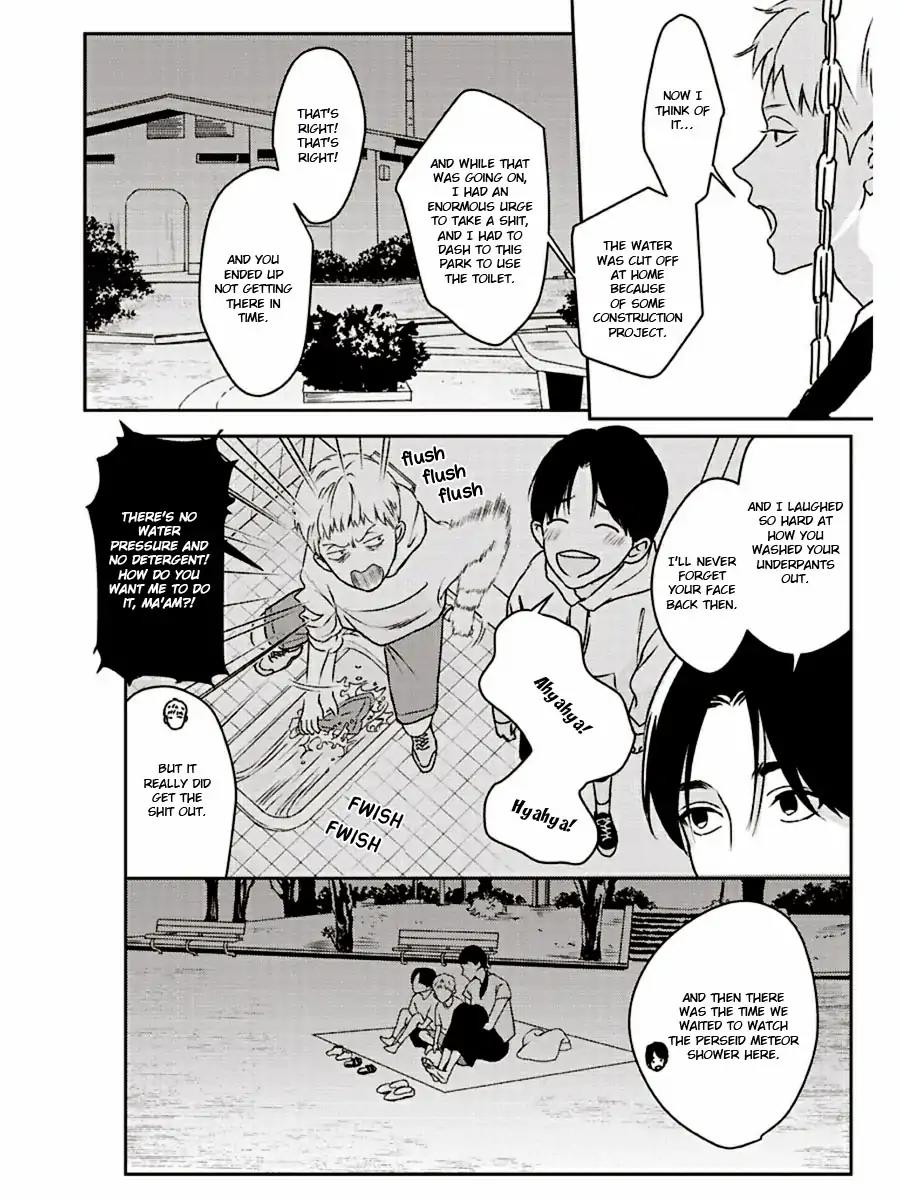 NOW I
THINK OF
IT...
THE WATER
WAS CUT OFF
AT HOME
BECAUSE
OF SOME
CONSTRUCTION
PROJECT.
AND WHILE THAT
WAS GOING ON,
I HAD AN
ENORMOUS URGE
TO TAKE A SHIT,
AND I HAD TO
DASH TO THIS
PARK TO USE
THE TOILET.
THAT'S
RIGHT!
THAT'S
RIGHT!
AND YOU
ENDED UP
NOT GETTING
THERE IN
TIME.
AND I LAUGHED
SO HARD AT
HOW YOU
WASHED YOUR
UNDERPANTS
OUT.
I'LL NEVER
FORGET
YOUR FACE
BACK THEN.
flush
flush
flush
Ahyahya!
Hyahya!
THERE'S NO
WATER
PRESSURE AND
NO DETERGENT!
HOW DO YOU
WANT ME TO DO
IT, MA'AM?!
FWISH
FWISH
BUT IT
REALLY DID
GET THE
SHIT OUT.
AND THEN THERE
WAS THE TIME WE
WAITED TO WATCH
THE PERSEID METEOR
SHOWER HERE.